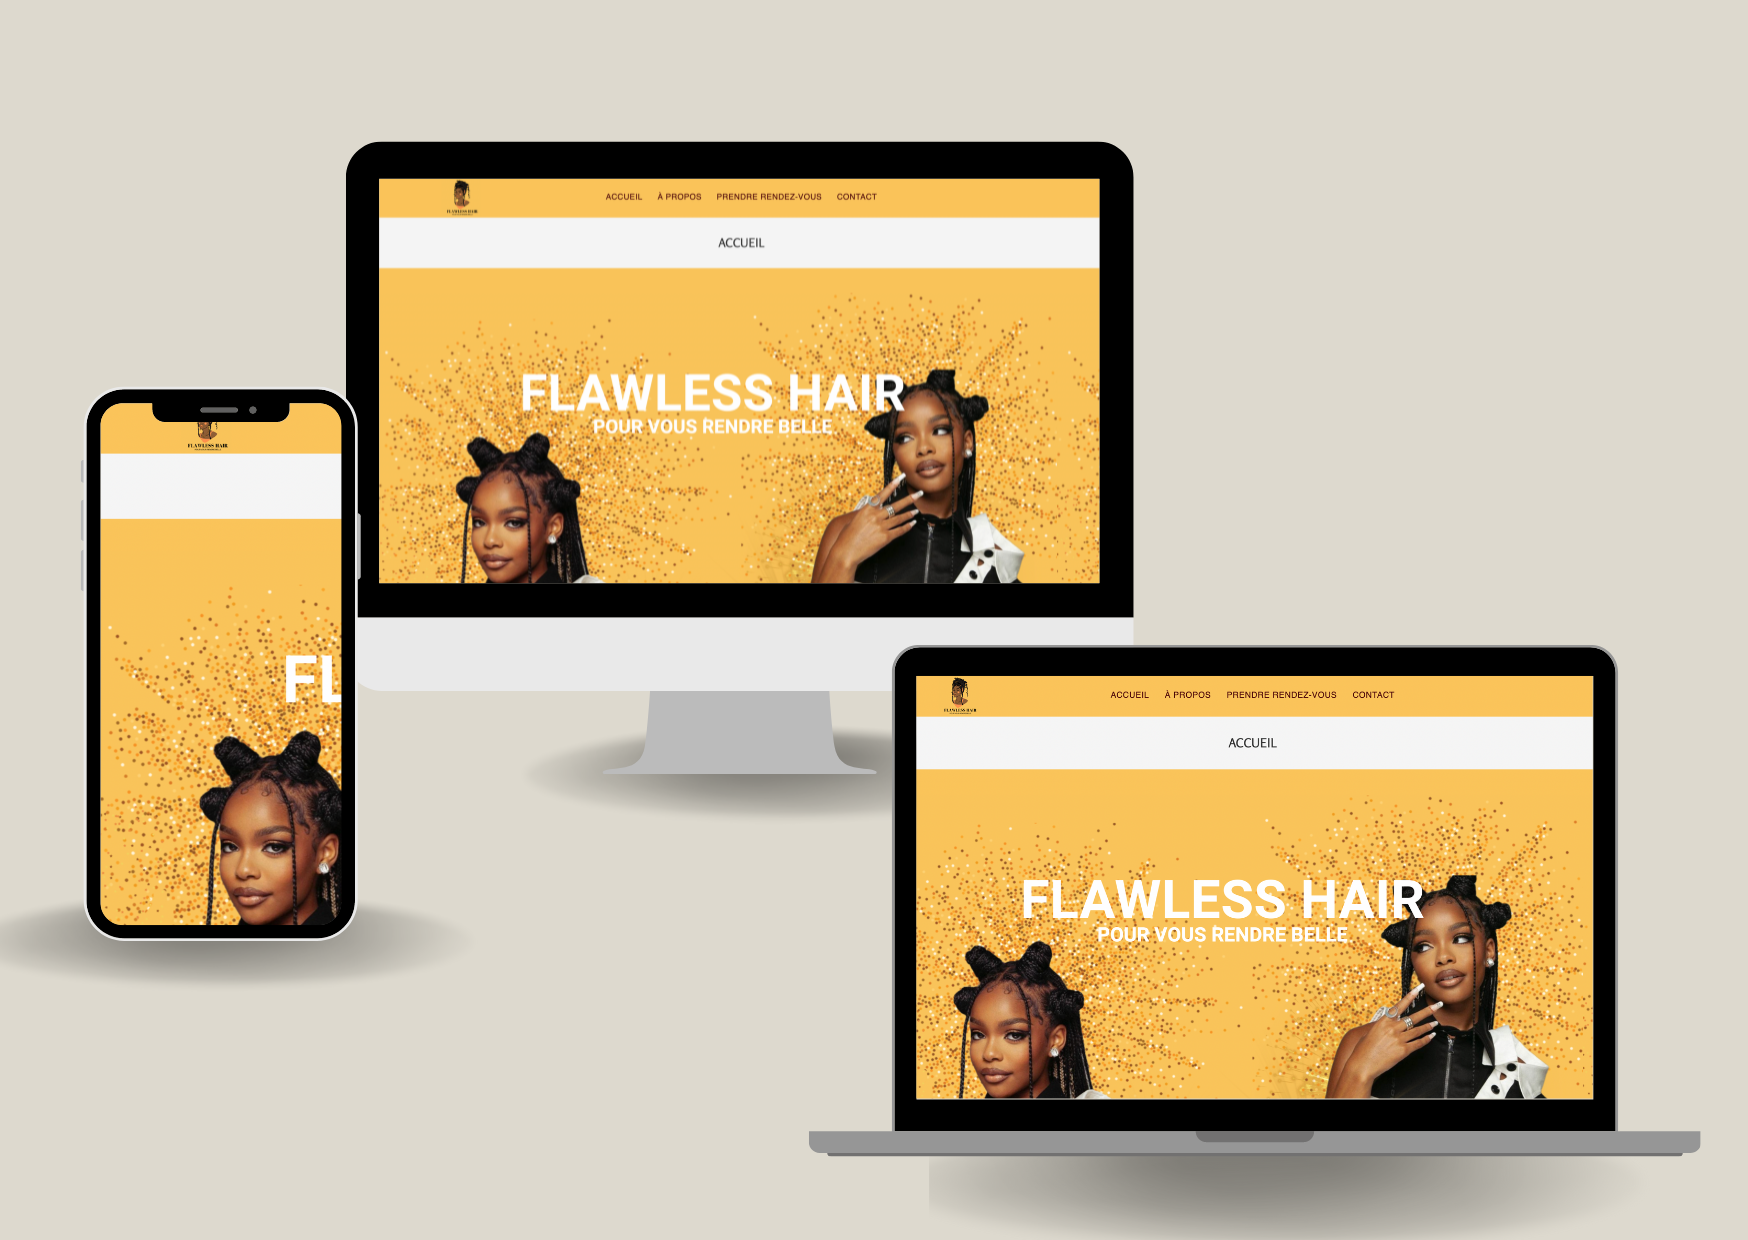 FLAWLESS HAIR
ACCUEIL À PROPOS PRENDRE RENDEZ-VOUS CONTACT
ACCUEIL
FLAWLESS HAIR
POUR VOUS RENDRE BELLE
FLAWLESS HAIR
FL
FLAWLESS HAIR
ACCUEIL À PROPOS PRENDRE RENDEZ-VOUS CONTACT
ACCUEIL
FLAWLESS HAIR
POUR VOUS RENDRE BELLE